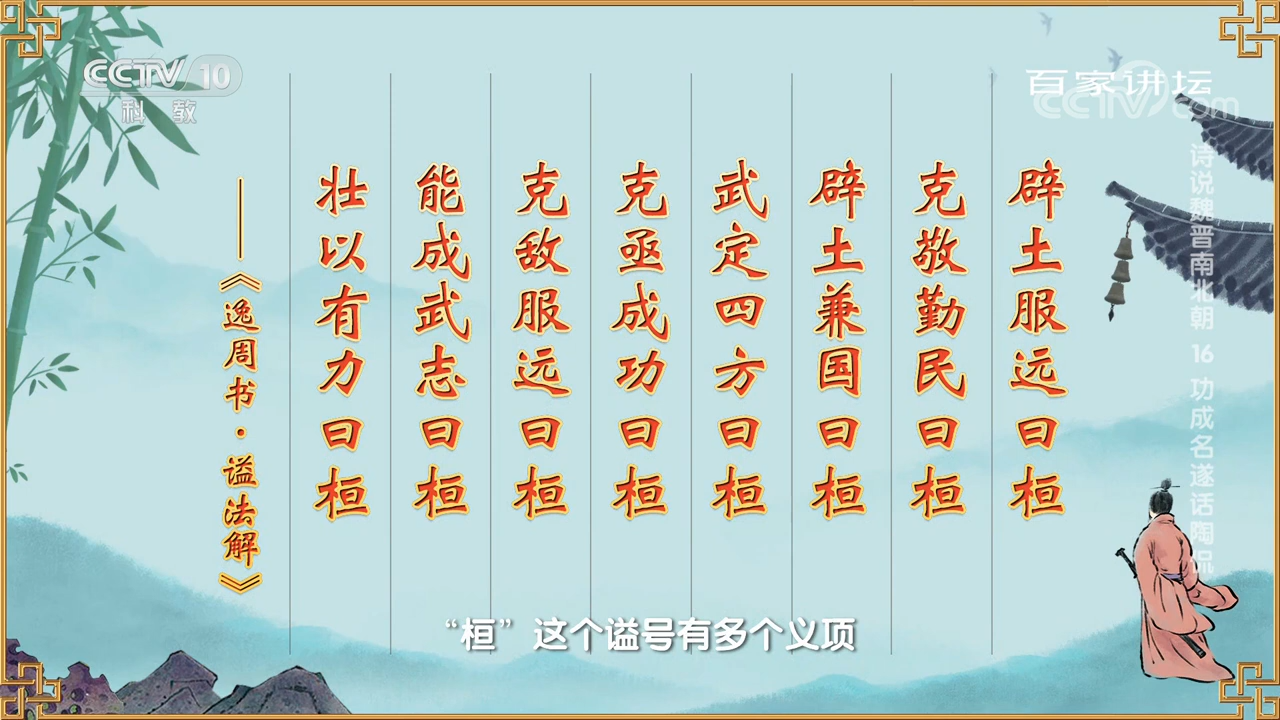 CCTV 10
科教
百家讲坛
CCTV.com
诗说魏晋南北朝 16 功成名遂话陶侃
辟土服远曰桓
克敬勤民曰桓
辟土兼国曰桓
武定四方曰桓
克亟成功曰桓
克敌服远曰桓
能成武志曰桓
壮以有力曰桓
——《逸周书·谥法解》
“桓”这个谥号有多个义项